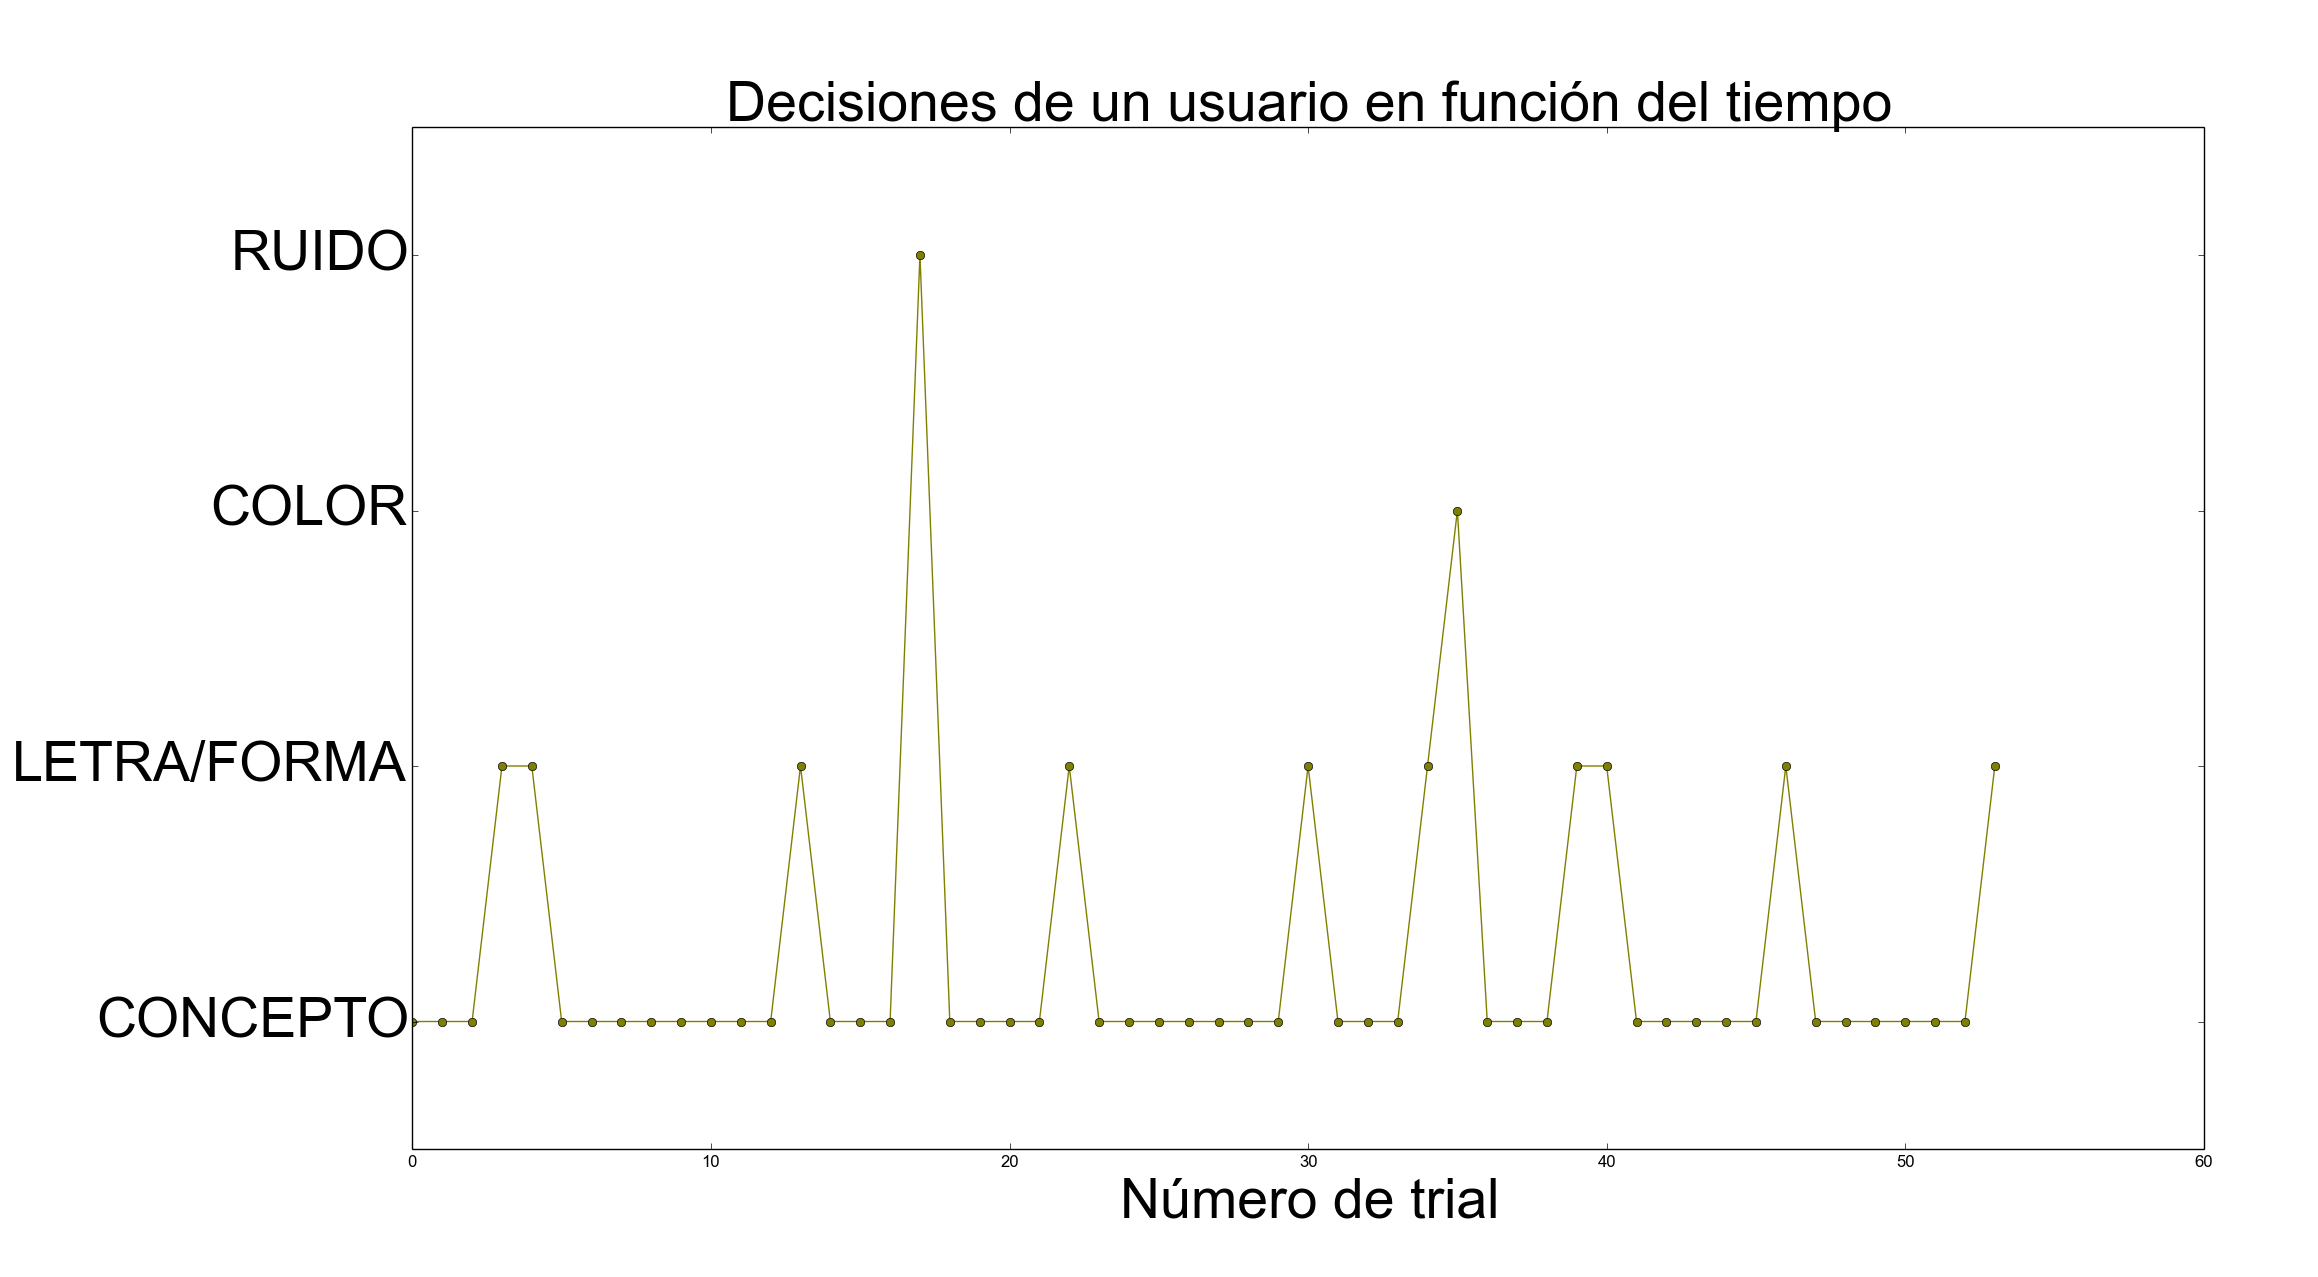 Decisiones de un usuario en función del tiempo
RUIDO
COLOR
LETRA/FORMA
CONCEPTO
0 10 20 30 40 50 60
Número de trial